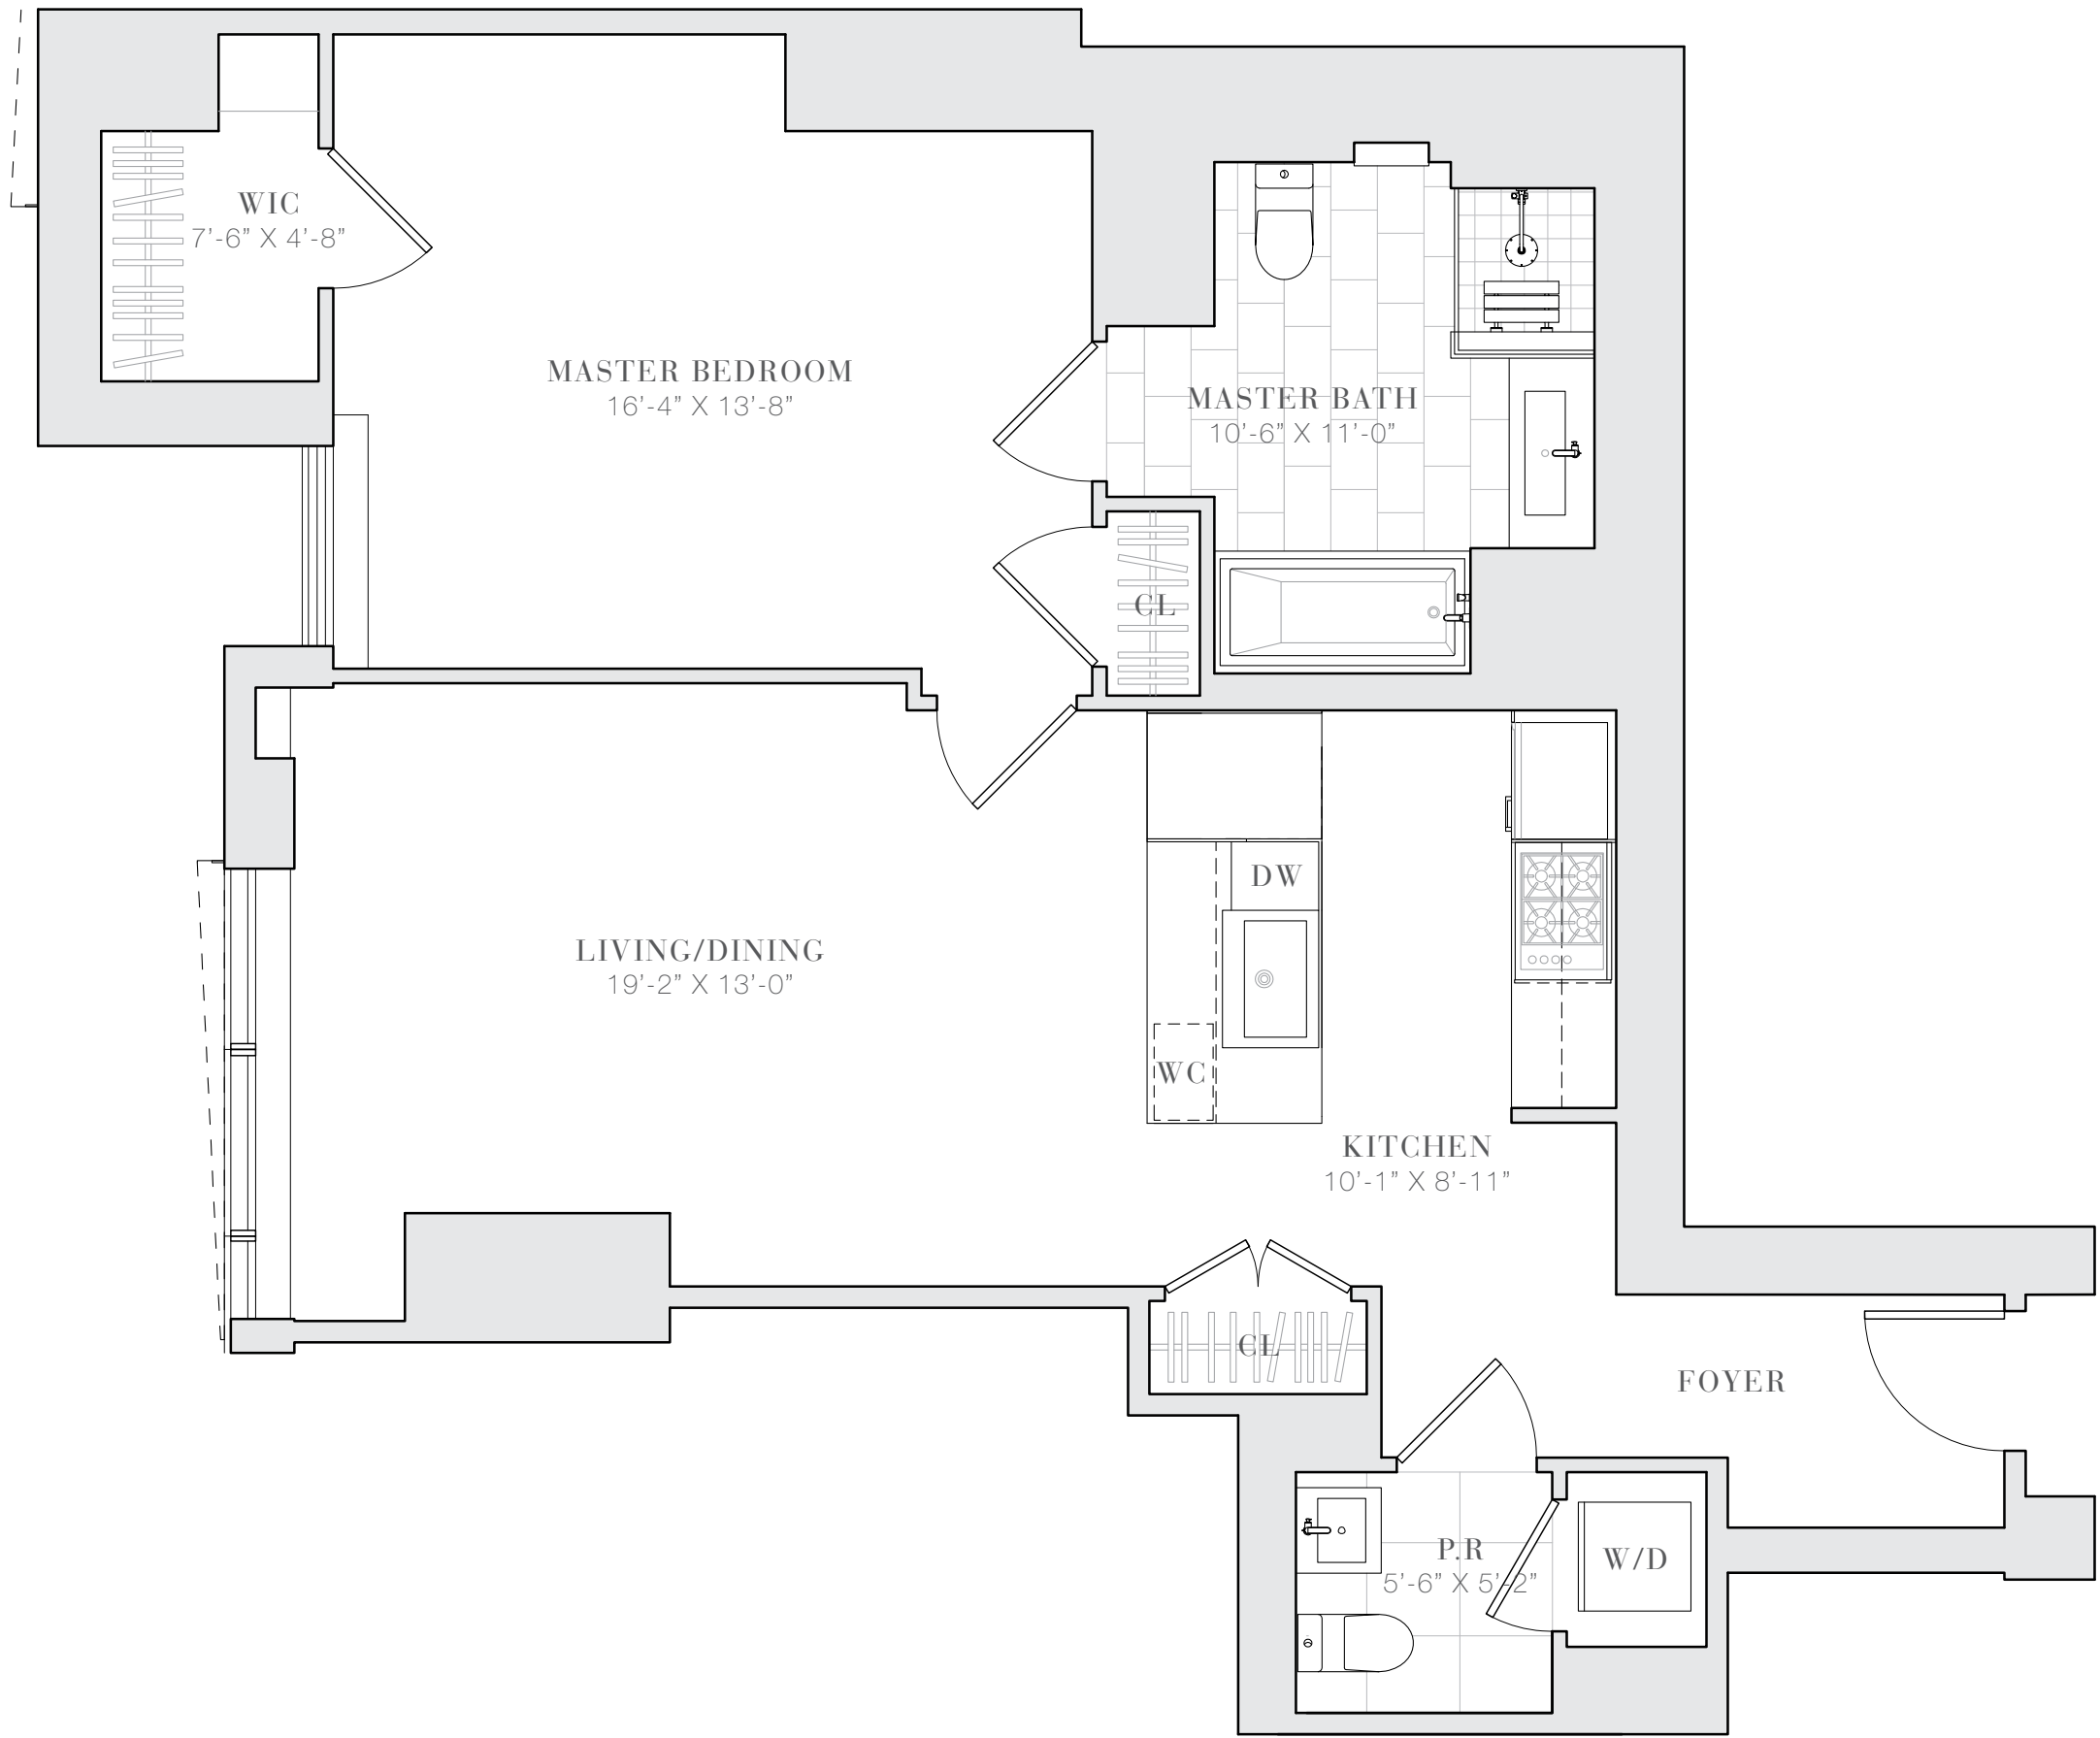 WIC
7’-6” X 4’-8”
MASTER BEDROOM
16’-4” X 13’-8”
MASTER BATH
10’-6” X 11’-0”
CL
DW
LIVING/DINING
19’-2” X 13’-0”
WC
KITCHEN
10’-1” X 8’-11”
CL
FOYER
P.R
5’-6” X 5’-2”
W/D